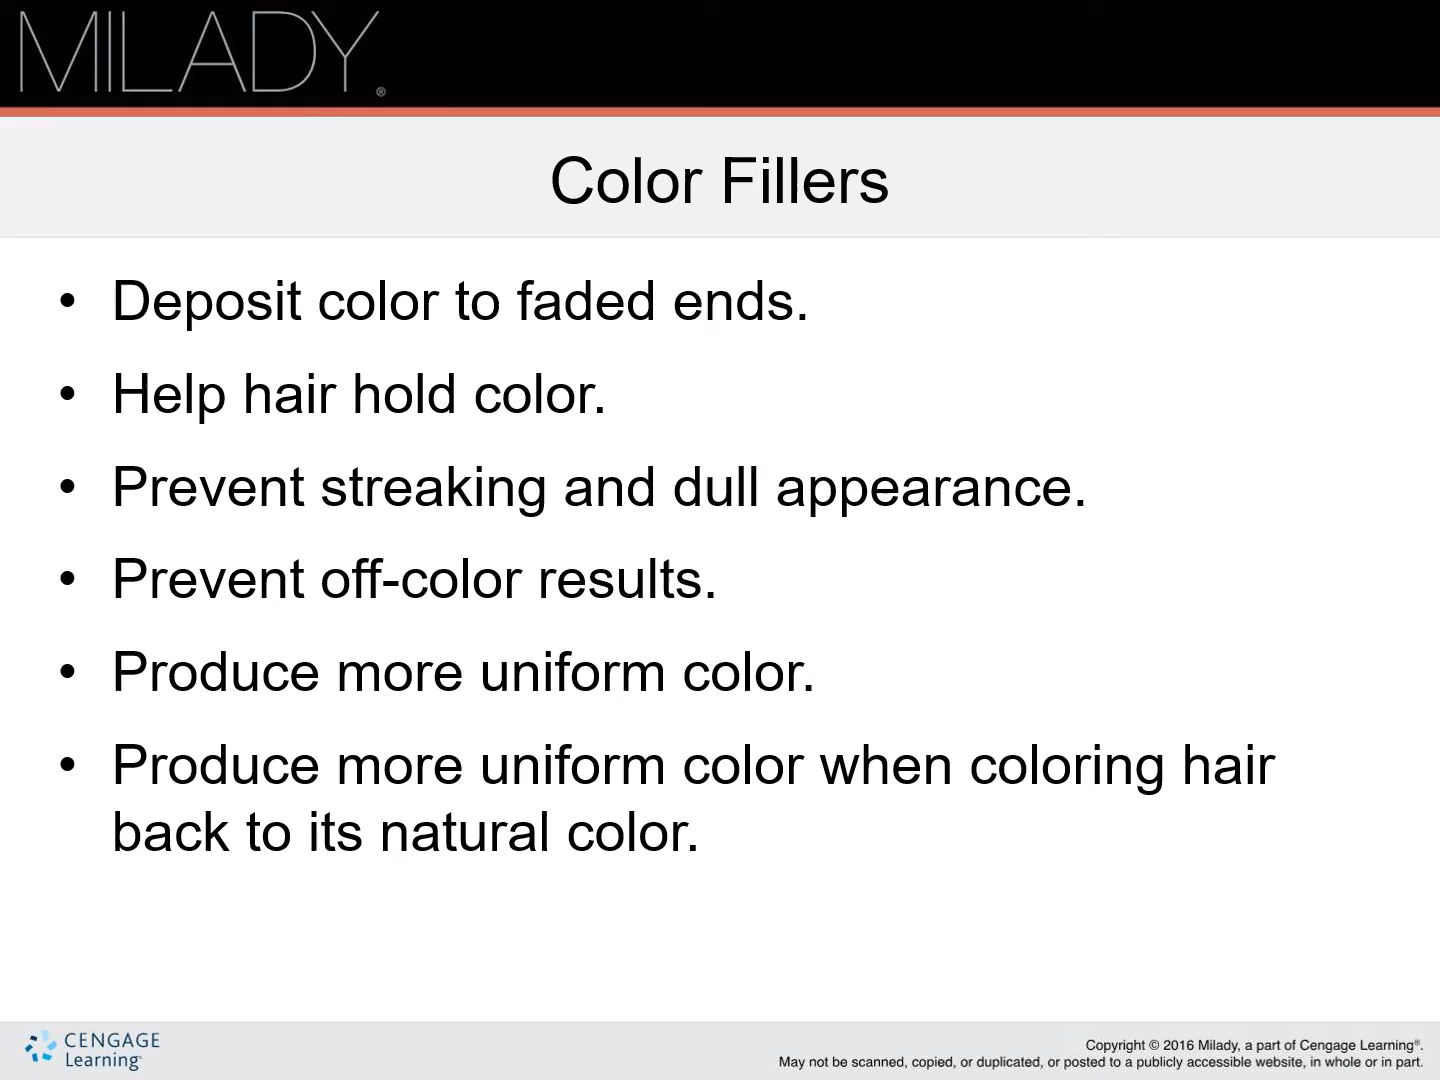 MILADY®
Color Fillers
• Deposit color to faded ends.
• Help hair hold color.
• Prevent streaking and dull appearance.
• Prevent off-color results.
• Produce more uniform color.
• Produce more uniform color when coloring hair
back to its natural color.
CENGAGE
Learning®
Copyright © 2016 Milady, a part of Cengage Learning®.
May not be scanned, copied, or duplicated, or posted to a publicly accessible website, in whole or in part.